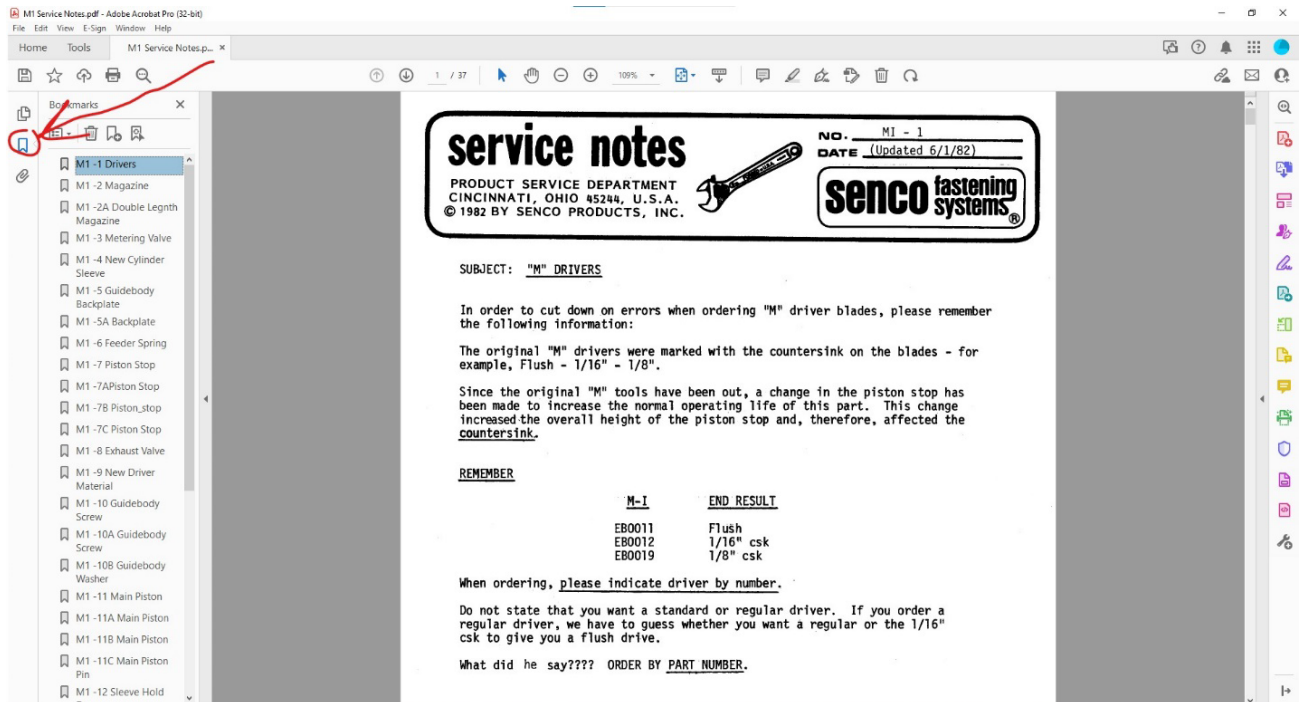 M1 Service Notes.pdf - Adobe Acrobat Pro (32-bit)
File Edit View E-Sign Window Help
Home Tools M1 Service Notes.p... ×
1 / 37 109%
Bookmarks
M1 -1 Drivers
M1 -2 Magazine
M1 -2A Double Legnth
Magazine
M1 -3 Metering Valve
M1 -4 New Cylinder
Sleeve
M1 -5 Guidebody
Backplate
M1 -5A Backplate
M1 -6 Feeder Spring
M1 -7 Piston Stop
M1 -7APiston Stop
M1 -7B Piston_stop
M1 -7C Piston Stop
M1 -8 Exhaust Valve
M1 -9 New Driver
Material
M1 -10 Guidebody
Screw
M1 -10A Guidebody
Screw
M1 -10B Guidebody
Washer
M1 -11 Main Piston
M1 -11A Main Piston
M1 -11B Main Piston
M1 -11C Main Piston
Pin
M1 -12 Sleeve Hold
service notes
PRODUCT SERVICE DEPARTMENT
CINCINNATI, OHIO 45244, U.S.A.
© 1982 BY SENCO PRODUCTS, INC.
NO. MI - 1
DATE (Updated 6/1/82)
senco fastening systems®
SUBJECT: "M" DRIVERS
In order to cut down on errors when ordering "M" driver blades, please remember
the following information:
The original "M" drivers were marked with the countersink on the blades - for
example, Flush - 1/16" - 1/8".
Since the original "M" tools have been out, a change in the piston stop has
been made to increase the normal operating life of this part. This change
increased the overall height of the piston stop and, therefore, affected the
countersink.
REMEMBER
M-I END RESULT
EB0011 Flush
EB0012 1/16" csk
EB0019 1/8" csk
When ordering, please indicate driver by number.
Do not state that you want a standard or regular driver. If you order a
regular driver, we have to guess whether you want a regular or the 1/16"
csk to give you a flush drive.
What did he say???? ORDER BY PART NUMBER.